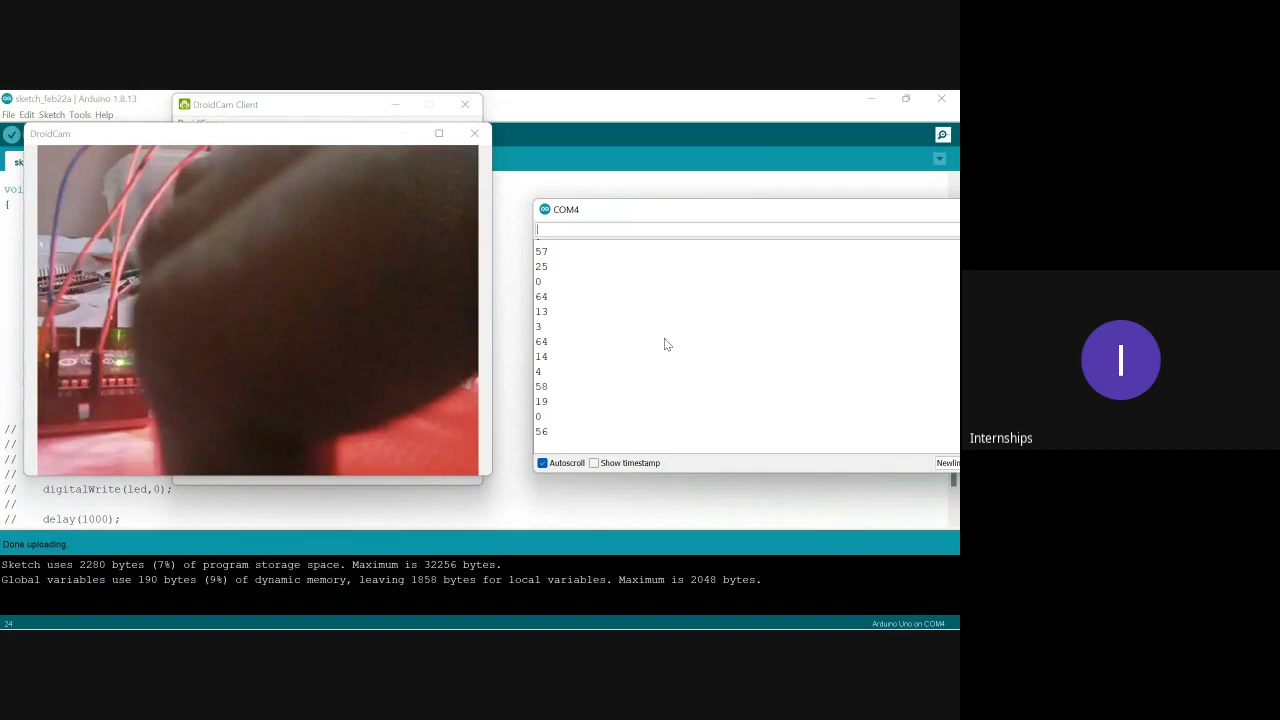 sketch_feb22a | Arduino 1.8.13
DroidCam Client
File Edit Sketch Tools Help
DroidCam
sk
voi
{
COM4
57
25
0
64
13
3
64
14
4
58
19
0
56
Autoscroll Show timestamp
Newlin
//
//
//
//
// digitalWrite(led,0);
//
// delay(1000);
Done uploading.
Sketch uses 2280 bytes (7%) of program storage space. Maximum is 32256 bytes.
Global variables use 190 bytes (9%) of dynamic memory, leaving 1858 bytes for local variables. Maximum is 2048 bytes.
24
Arduino Uno on COM4
I
Internships